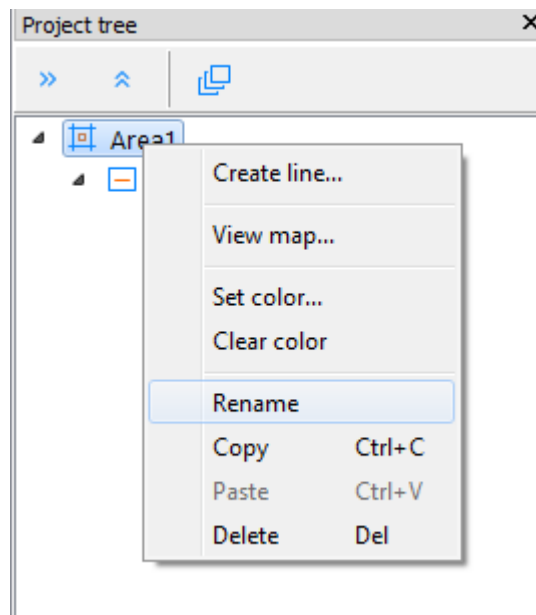 Project tree
Area1
Create line...
View map...
Set color...
Clear color
Rename
Copy Ctrl+C
Paste Ctrl+V
Delete Del